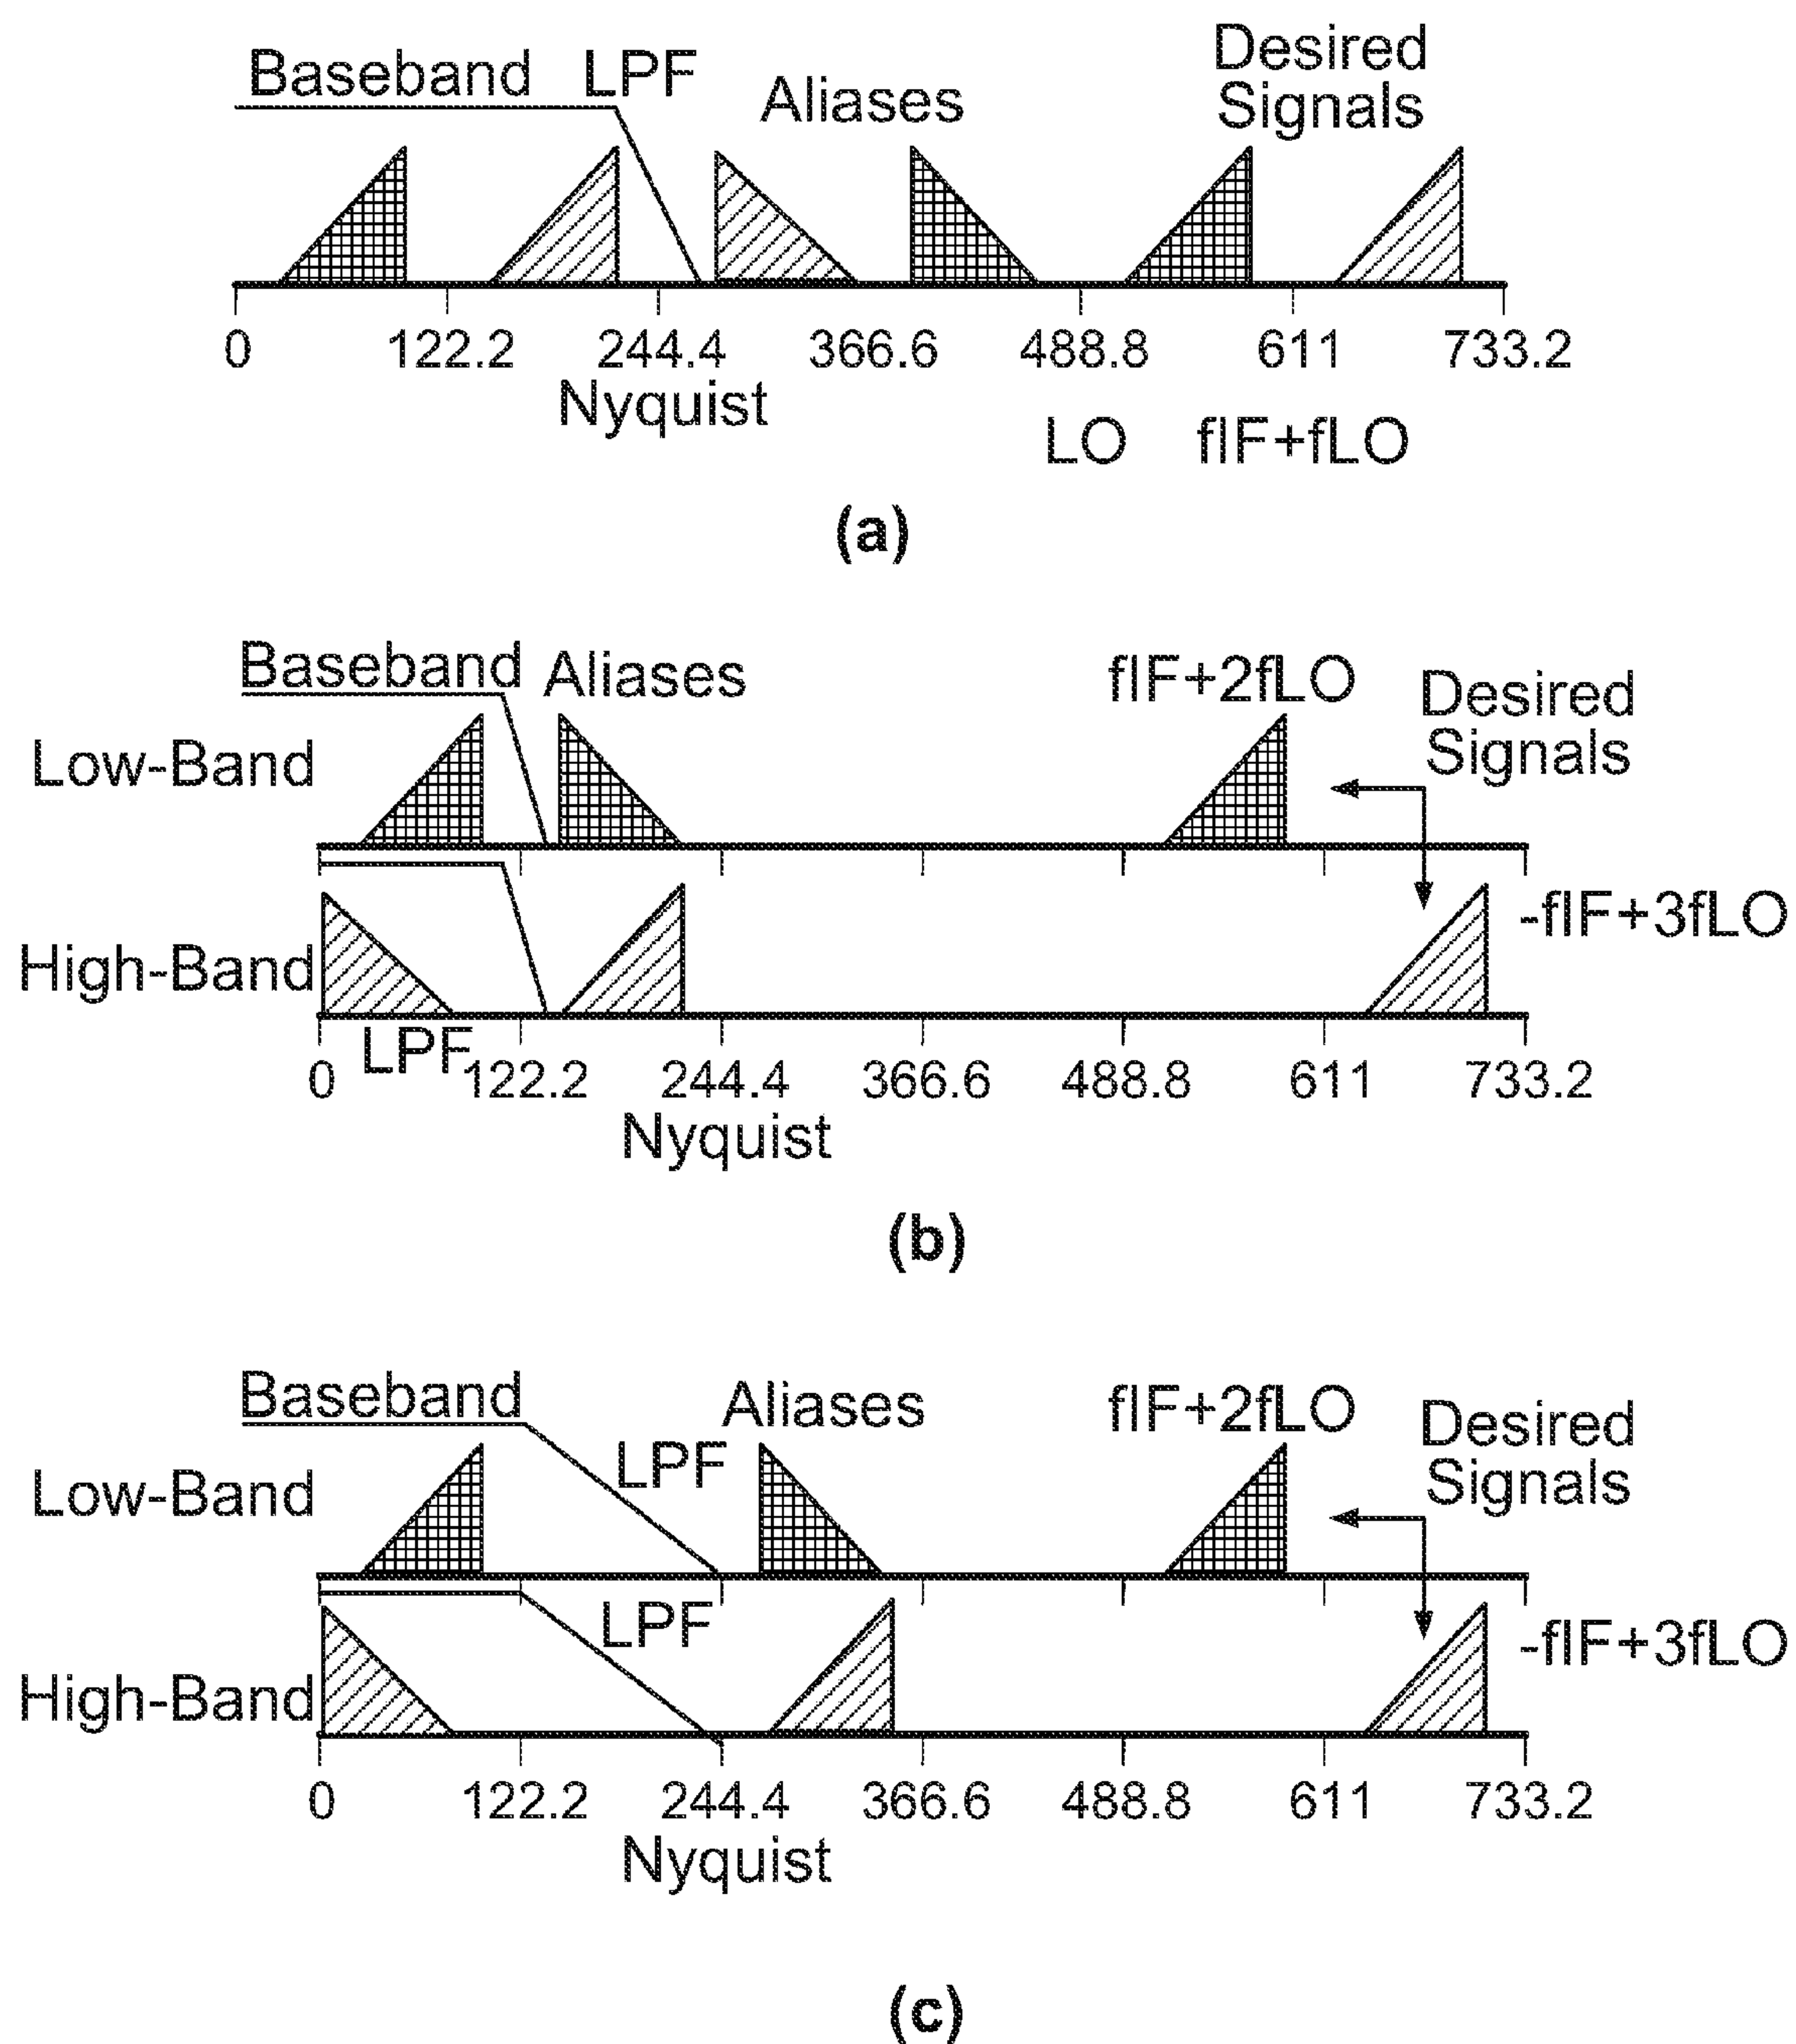 Baseband LPF Aliases Desired
Signals
0 122.2 244.4 366.6 488.8 611 733.2
Nyquist
LO fIF+fLO
(a)
Baseband Aliases fIF+2fLO Desired
Signals
Low-Band
High-Band -fIF+3fLO
LPF
0 122.2 244.4 366.6 488.8 611 733.2
Nyquist
(b)
Baseband Aliases fIF+2fLO Desired
Signals
LPF
Low-Band
LPF
High-Band -fIF+3fLO
0 122.2 244.4 366.6 488.8 611 733.2
Nyquist
(c)